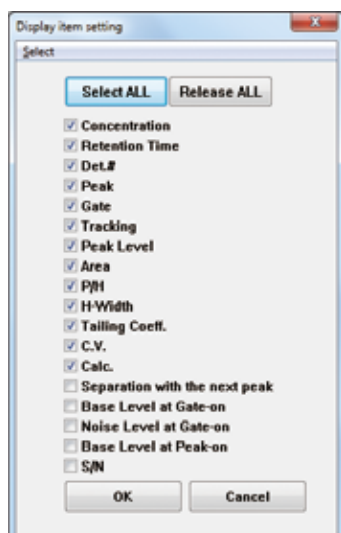 Display item setting
Select
Select ALL Release ALL
Concentration
Retention Time
Det.#
Peak
Gate
Tracking
Peak Level
Area
P/H
H-Width
Tailing Coeff.
C.V.
Calc.
Separation with the next peak
Base Level at Gate-on
Noise Level at Gate-on
Base Level at Peak-on
S/N
OK Cancel